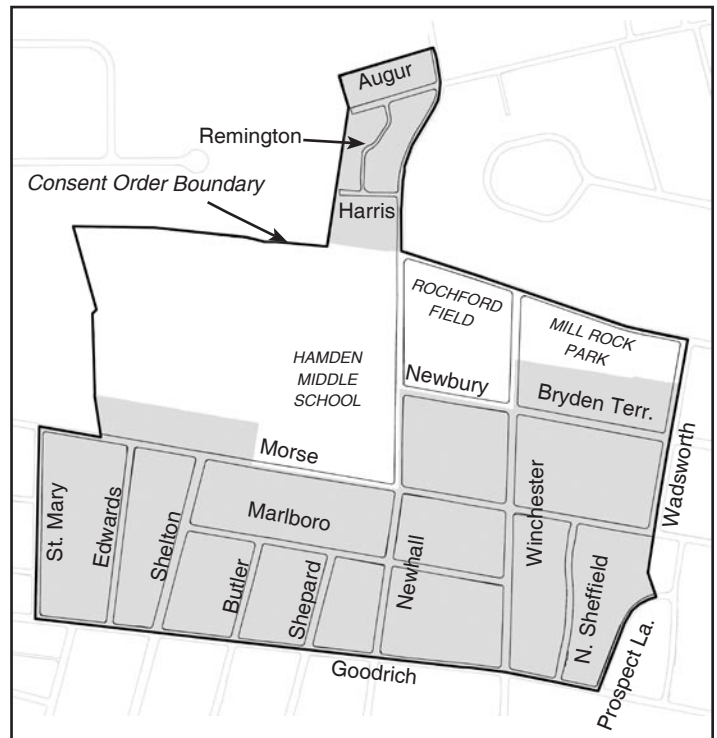 Augur
Remington
Consent Order Boundary
Harris
ROCHFORD
FIELD
MILL ROCK
PARK
HAMDEN
MIDDLE
SCHOOL
Newbury
Bryden Terr.
Morse
Wadsworth
St. Mary
Edwards
Shelton
Marlboro
Winchester
Butler
Shepard
Newhall
N. Sheffield
Goodrich
Prospect La.